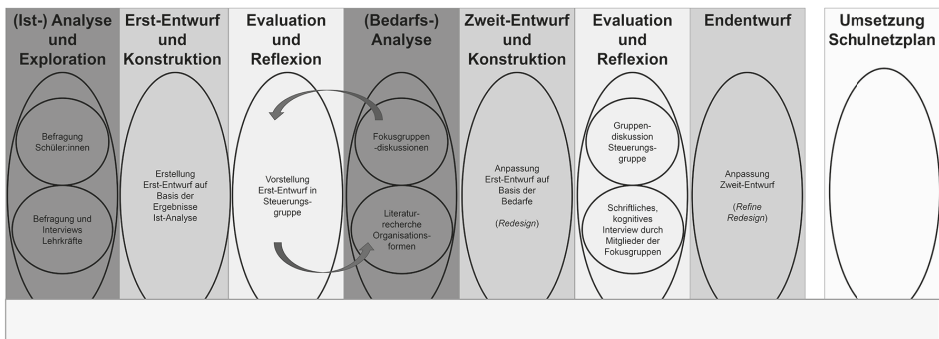 (Ist-) Analyse
und
Exploration
Erst-Entwurf
und
Konstruktion
Evaluation
und
Reflexion
(Bedarfs-)
Analyse
Zweit-Entwurf
und
Konstruktion
Evaluation
und
Reflexion
Endentwurf
Umsetzung
Schulnetzplan
Befragung
Schüler:innen
Befragung und
Interviews
Lehrkräfte
Erstellung
Erst-Entwurf auf
Basis der
Ergebnisse
Ist-Analyse
Vorstellung
Erst-Entwurf in
Steuerungs-
gruppe
Fokusgruppen
-diskussionen
Literatur-
recherche
Organisations-
formen
Anpassung
Erst-Entwurf auf
Basis der
Bedarfe
(Redesign)
Gruppen-
diskussion
Steuerungs-
gruppe
Schriftliches,
kognitives
Interview durch
Mitglieder der
Fokusgruppen
Anpassung
Zweit-Entwurf
(Refine
Redesign)